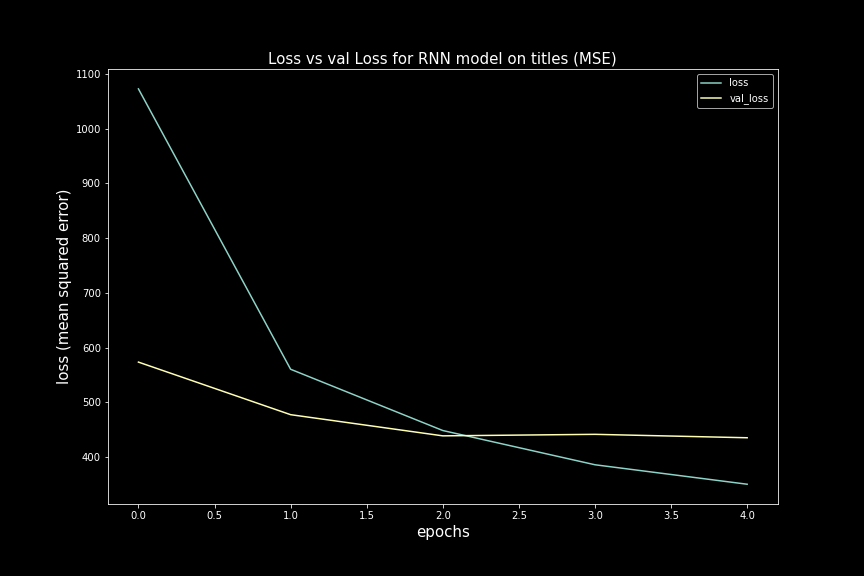 Loss vs val Loss for RNN model on titles (MSE)
loss
val_loss
1100
1000
900
800
700
600
500
400
loss (mean squared error)
0.0 0.5 1.0 1.5 2.0 2.5 3.0 3.5 4.0
epochs